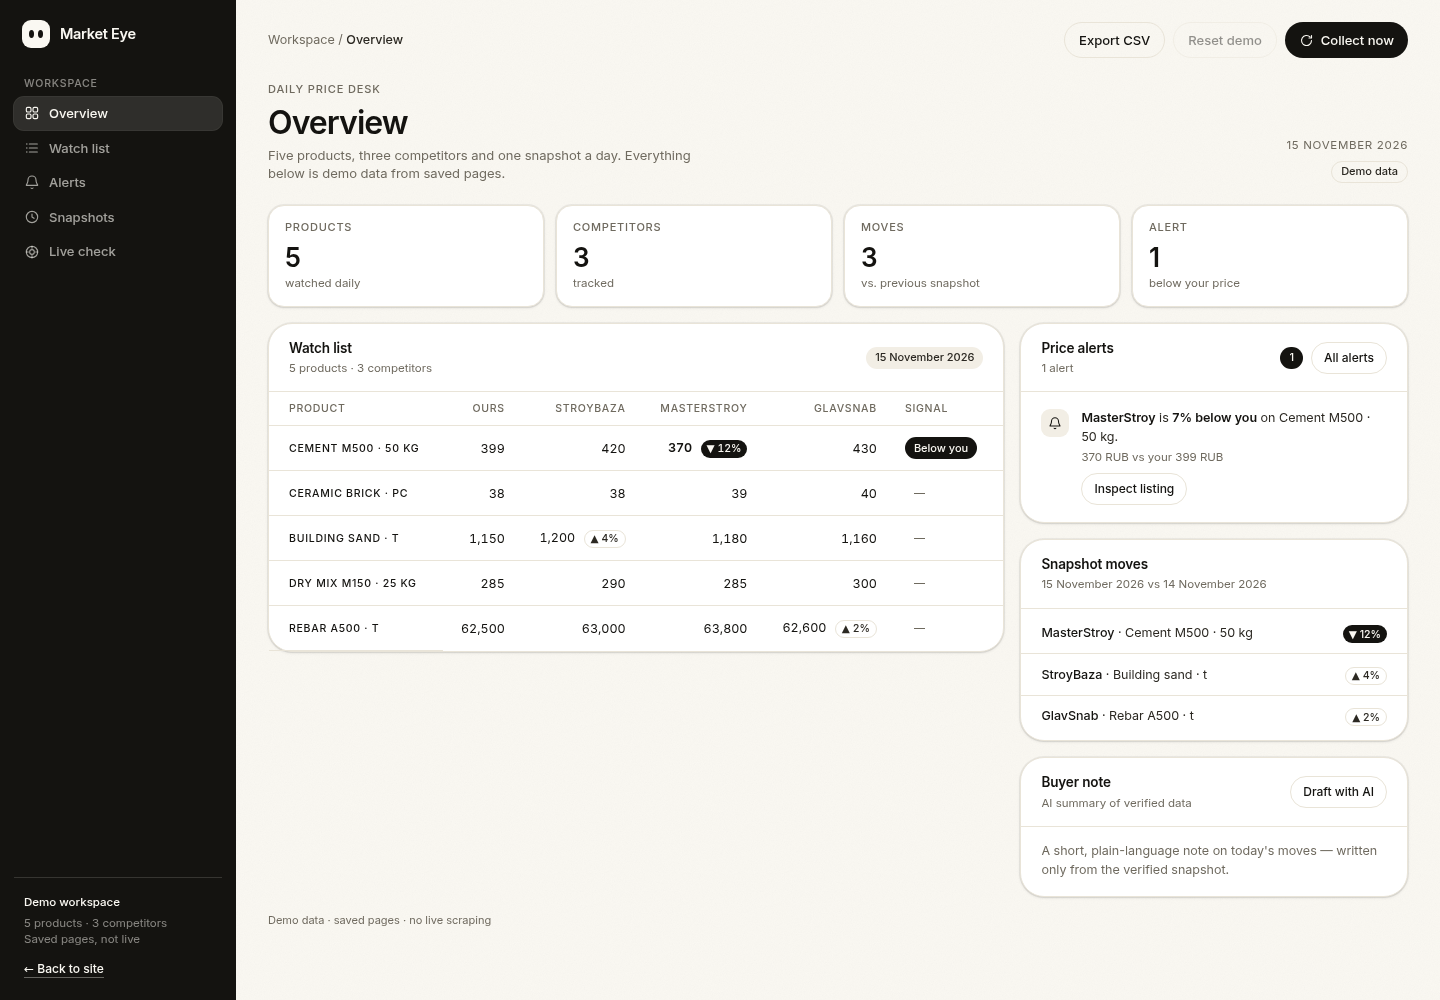 Market Eye
WORKSPACE
Overview
Watch list
Alerts
Snapshots
Live check
Demo workspace
5 products · 3 competitors
Saved pages, not live
← Back to site
Workspace / Overview
Export CSV
Reset demo
Collect now
DAILY PRICE DESK
Overview
Five products, three competitors and one snapshot a day. Everything
below is demo data from saved pages.
15 NOVEMBER 2026
Demo data
PRODUCTS
5
watched daily
COMPETITORS
3
tracked
MOVES
3
vs. previous snapshot
ALERT
1
below your price
Watch list
5 products · 3 competitors
15 November 2026
PRODUCT OURS STROYBAZA MASTERSTROY GLAVSNAB SIGNAL
CEMENT M500 · 50 KG 399 420 370 ▼ 12% 430 Below you
CERAMIC BRICK · PC 38 38 39 40 —
BUILDING SAND · T 1,150 1,200 ▲ 4% 1,180 1,160 —
DRY MIX M150 · 25 KG 285 290 285 300 —
REBAR A500 · T 62,500 63,000 63,800 62,600 ▲ 2% —
Price alerts
1 alert
1
All alerts
MasterStroy is 7% below you on Cement M500 ·
50 kg.
370 RUB vs your 399 RUB
Inspect listing
Snapshot moves
15 November 2026 vs 14 November 2026
MasterStroy · Cement M500 · 50 kg ▼ 12%
StroyBaza · Building sand · t ▲ 4%
GlavSnab · Rebar A500 · t ▲ 2%
Buyer note
AI summary of verified data
Draft with AI
A short, plain-language note on today's moves — written
only from the verified snapshot.
Demo data · saved pages · no live scraping